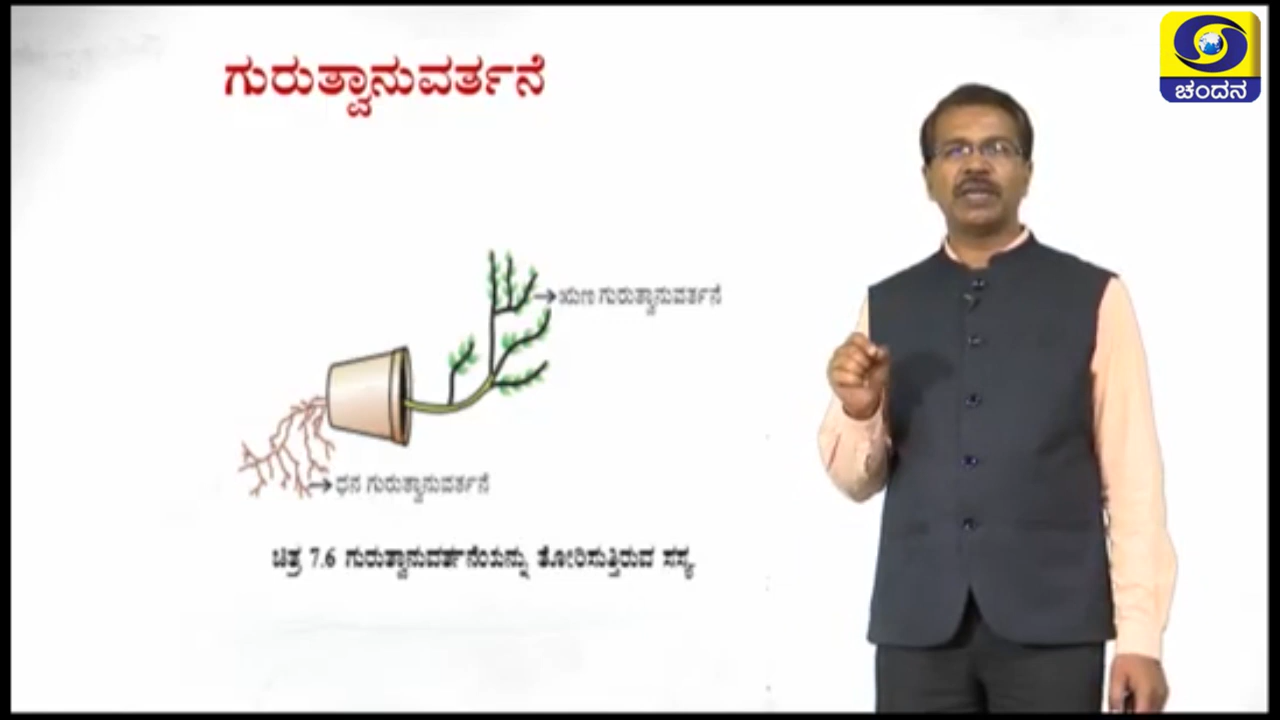 ಗುರುತ್ವಾನುವರ್ತನೆ
ಚಂದನ
ಋಣ ಗುರುತ್ವಾನುವರ್ತನೆ
ಧನ ಗುರುತ್ವಾನುವರ್ತನೆ
ಚಿತ್ರ 7.6 ಗುರುತ್ವಾನುವರ್ತನೆಯನ್ನು ತೋರಿಸುತ್ತಿರುವ ಸಸ್ಯ